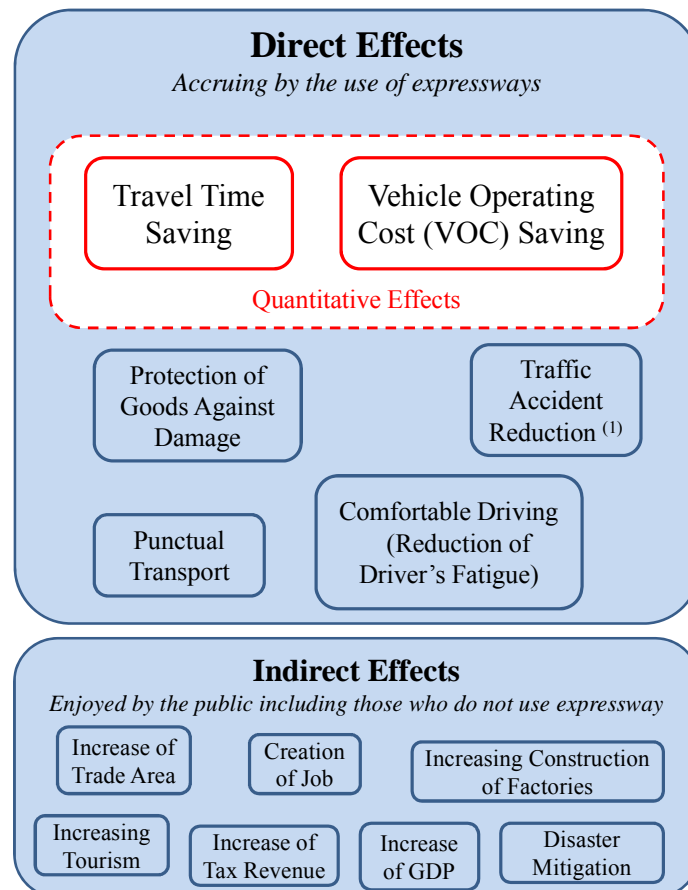 Direct Effects
Accruing by the use of expressways
Travel Time
Saving
Vehicle Operating
Cost (VOC) Saving
Quantitative Effects
Protection of
Goods Against
Damage
Traffic
Accident
Reduction (1)
Punctual
Transport
Comfortable Driving
(Reduction of
Driver’s Fatigue)
Indirect Effects
Enjoyed by the public including those who do not use expressway
Increase of
Trade Area
Creation
of Job
Increasing Construction
of Factories
Increasing
Tourism
Increase of
Tax Revenue
Increase
of GDP
Disaster
Mitigation